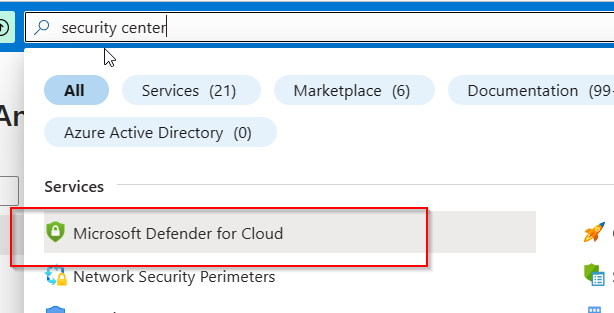 security center
All
Services (21)
Marketplace (6)
Documentation (99+
Azure Active Directory (0)
Services
Microsoft Defender for Cloud
Network Security Perimeters